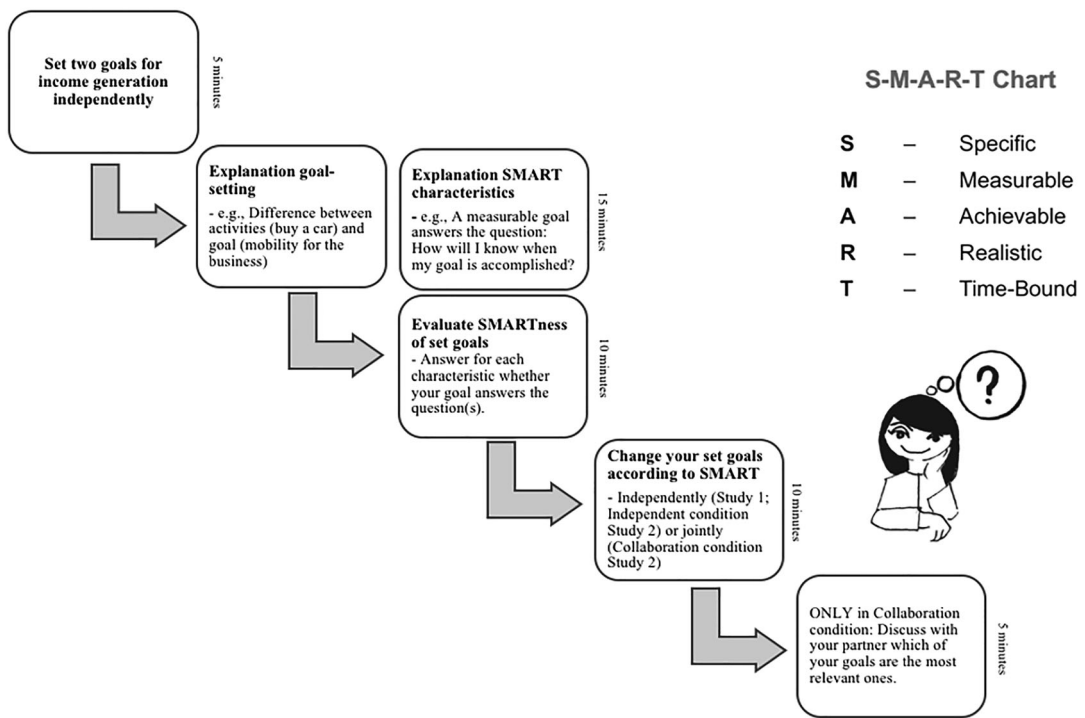 Set two goals for
income generation
independently
5 minutes
Explanation goal-
setting
- e.g., Difference between
activities (buy a car) and
goal (mobility for the
business)
Explanation SMART
characteristics
- e.g., A measurable goal
answers the question:
How will I know when
my goal is accomplished?
15 minutes
Evaluate SMARTness
of set goals
- Answer for each
characteristic whether
your goal answers the
question(s).
10 minutes
Change your set goals
according to SMART
- Independently (Study 1;
Independent condition
Study 2) or jointly
(Collaboration condition
Study 2)
10 minutes
ONLY in Collaboration
condition: Discuss with
your partner which of
your goals are the most
relevant ones.
5 minutes
S-M-A-R-T Chart
S – Specific
M – Measurable
A – Achievable
R – Realistic
T – Time-Bound
?